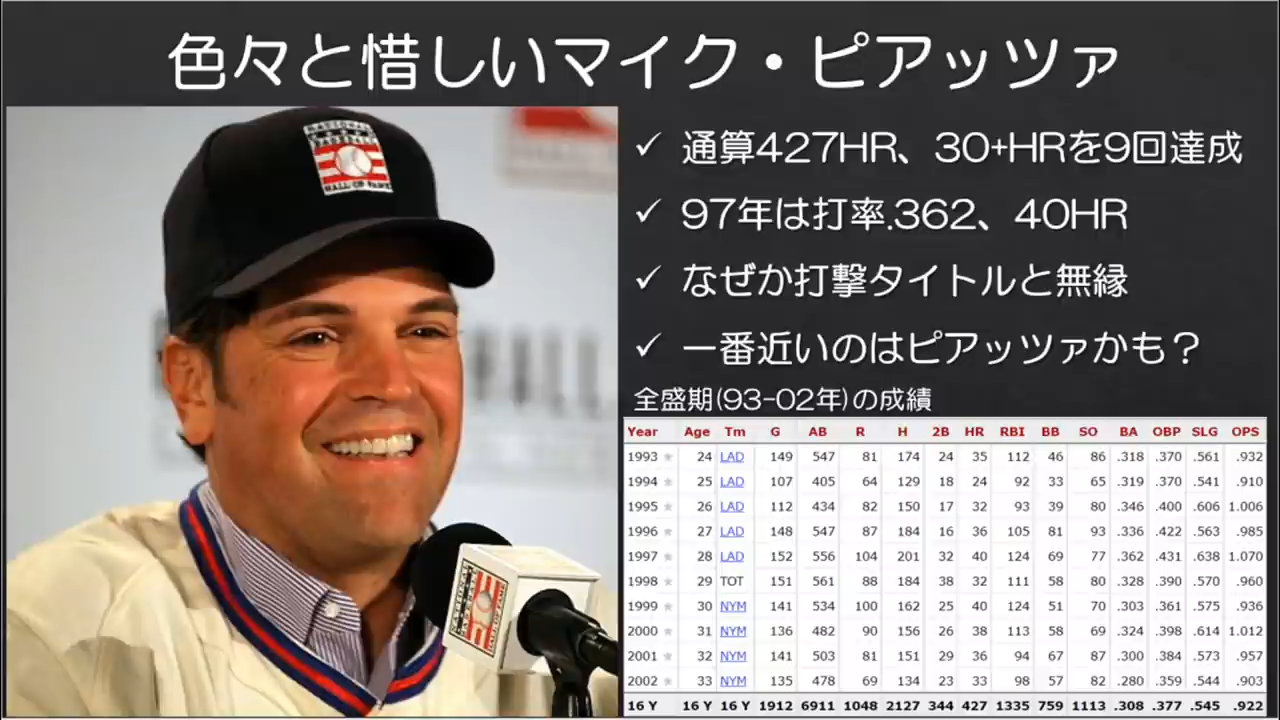 色々と惜しいマイク・ピアッツァ
NATIONAL
BASEBALL
HALL OF FAME
✓ 通算427HR、30+HRを9回達成
✓ 97年は打率.362、40HR
✓ なぜか打撃タイトルと無縁
✓ 一番近いのはピアッツァかも？
全盛期(93-02年)の成績
Year Age Tm G AB R H 2B HR RBI BB SO BA OBP SLG OPS
1993 ★ 24 LAD 149 547 81 174 24 35 112 46 86 .318 .370 .561 .932
1994 ★ 25 LAD 107 405 64 129 18 24 92 33 65 .319 .370 .541 .910
1995 ★ 26 LAD 112 434 82 150 17 32 93 39 80 .346 .400 .606 1.006
1996 ★ 27 LAD 148 547 87 184 16 36 105 81 93 .336 .422 .563 .985
1997 ★ 28 LAD 152 556 104 201 32 40 124 69 77 .362 .431 .638 1.070
1998 ★ 29 TOT 151 561 88 184 38 32 111 58 80 .328 .390 .570 .960
1999 ★ 30 NYM 141 534 100 162 25 40 124 51 70 .303 .361 .575 .936
2000 ★ 31 NYM 136 482 90 156 26 38 113 58 69 .324 .398 .614 1.012
2001 ★ 32 NYM 141 503 81 151 29 36 94 67 87 .300 .384 .573 .957
2002 ★ 33 NYM 135 478 69 134 23 33 98 57 82 .280 .359 .544 .903
16 Y 16 Y 16 Y 1912 6911 1048 2127 344 427 1335 759 1113 .308 .377 .545 .922